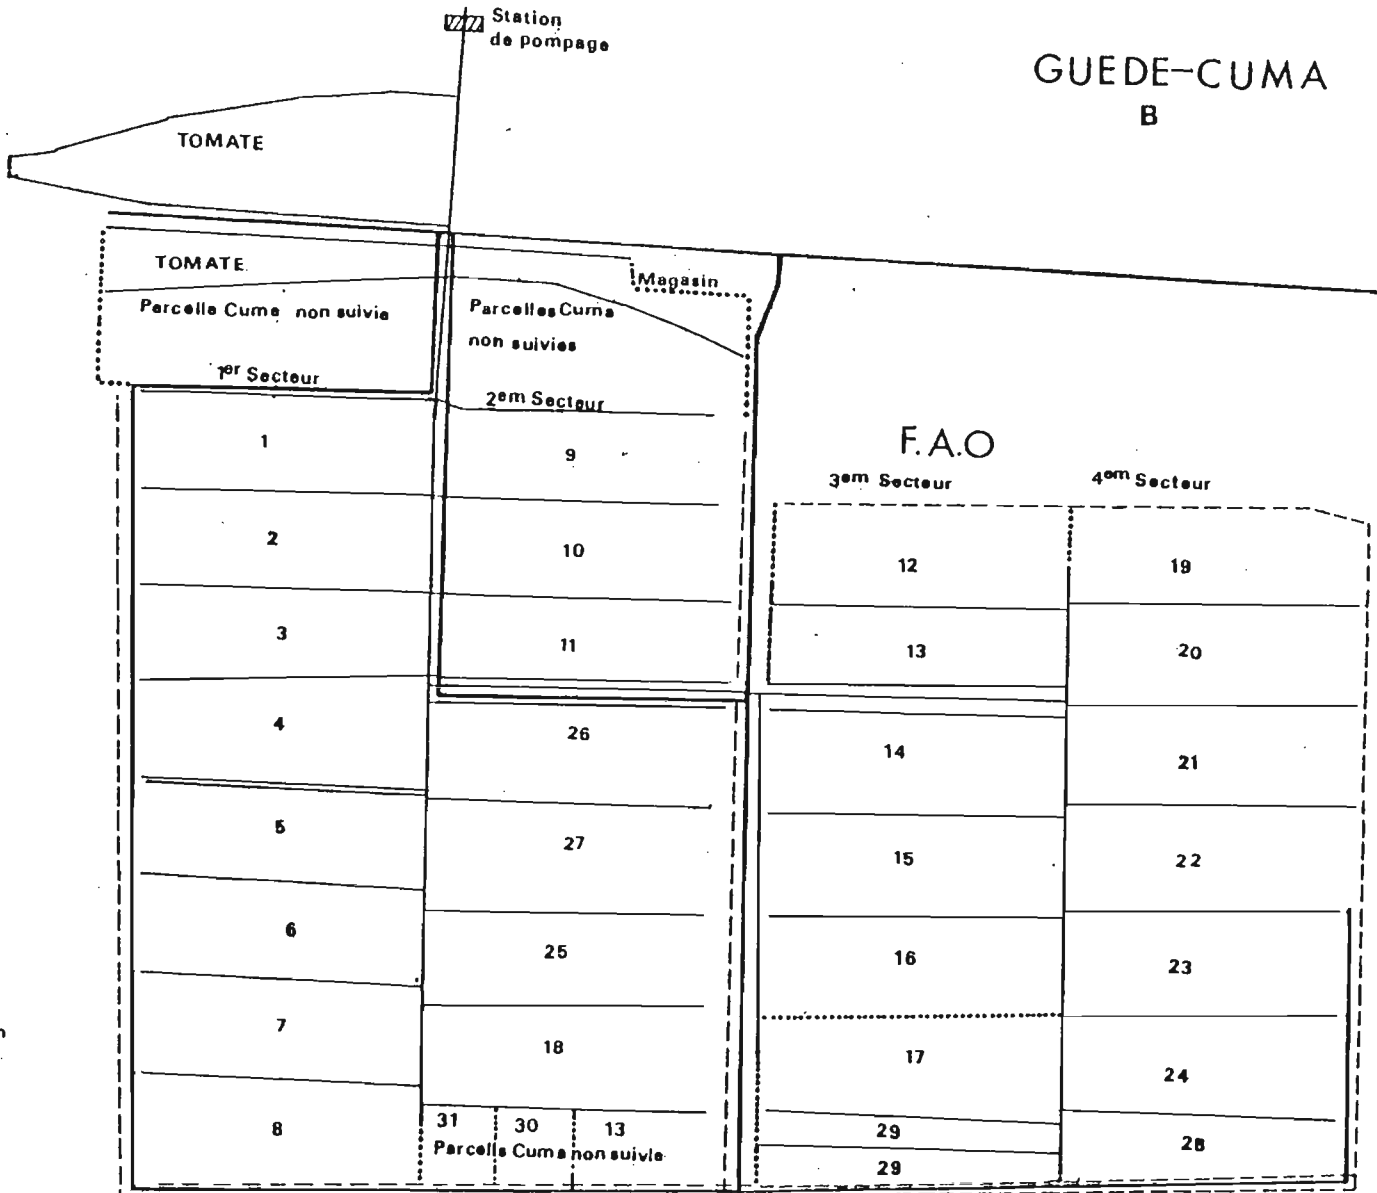 Station
de pompage
GUEDE-CUMA
B
TOMATE
TOMATE
Magasin
Parcelle Cuma non suivie
Parcelles Cuma
non suivies
1er Secteur
2em Secteur
F.A.O
3em Secteur
4em Secteur
1
9
2
10
12
19
3
11
13
20
4
26
14
21
5
27
15
22
6
25
16
23
7
18
17
24
8
31
30
13
29
28
Parcelle Cuma non suivie
29
n